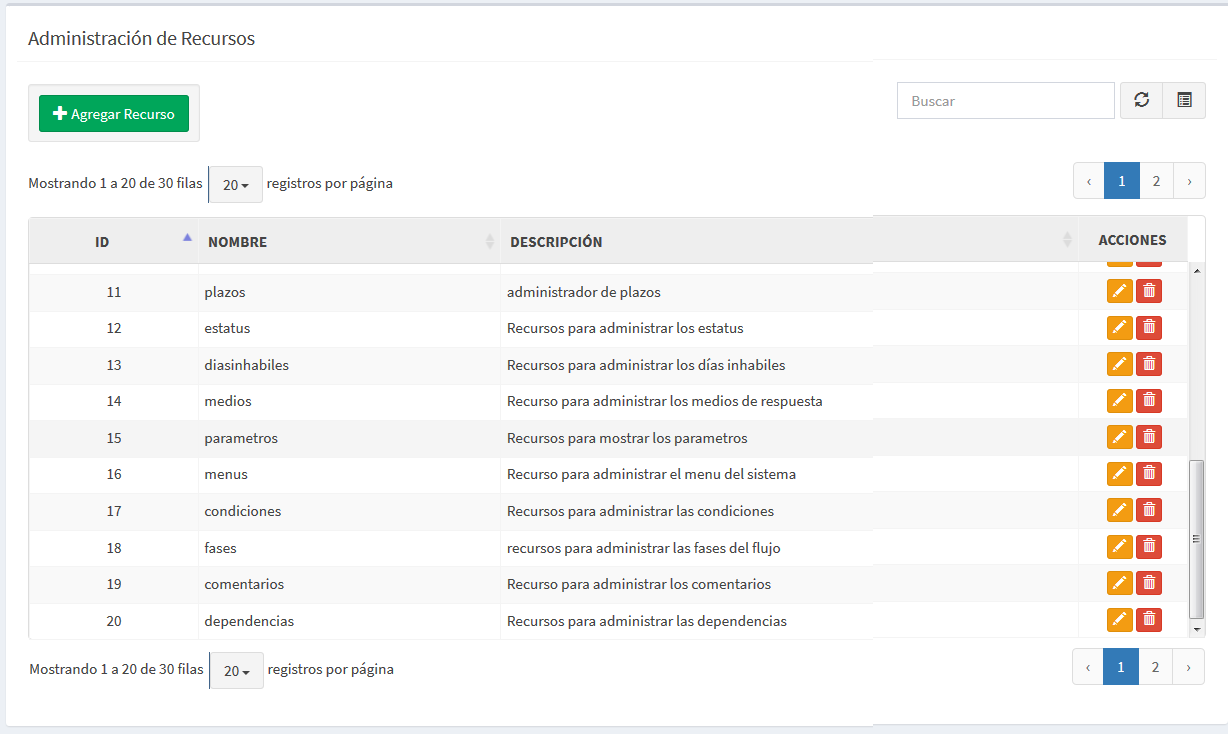 Administración de Recursos
Agregar Recurso
Buscar
Mostrando 1 a 20 de 30 filas 20 registros por página
‹ 1 2 ›
ID NOMBRE DESCRIPCIÓN ACCIONES
11 plazos administrador de plazos
12 estatus Recursos para administrar los estatus
13 diasinhabiles Recursos para administrar los días inhabiles
14 medios Recurso para administrar los medios de respuesta
15 parametros Recursos para mostrar los parametros
16 menus Recurso para administrar el menu del sistema
17 condiciones Recursos para administrar las condiciones
18 fases recursos para administrar las fases del flujo
19 comentarios Recurso para administrar los comentarios
20 dependencias Recursos para administrar las dependencias
Mostrando 1 a 20 de 30 filas 20 registros por página
‹ 1 2 ›